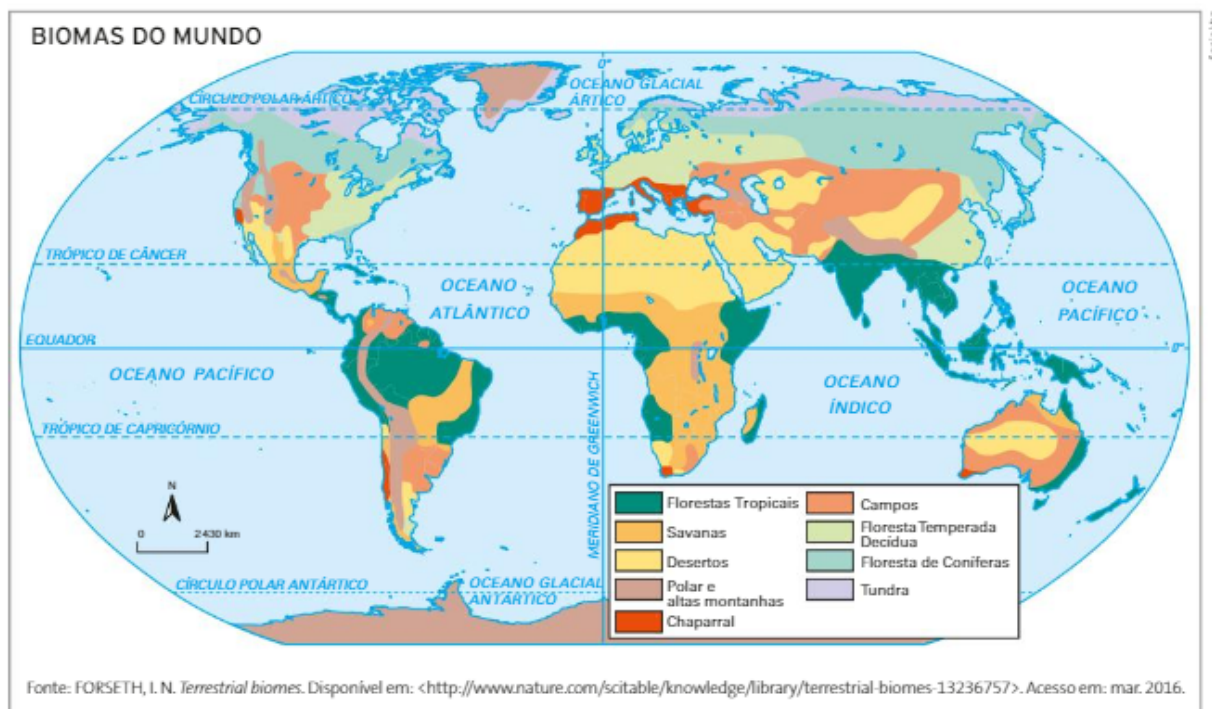 BIOMAS DO MUNDO
0°
OCEANO GLACIAL
ÁRTICO
CÍRCULO POLAR ÁRTICO
TRÓPICO DE CÂNCER
OCEANO
ATLÂNTICO
OCEANO
PACÍFICO
EQUADOR
0°
OCEANO PACÍFICO
OCEANO
ÍNDICO
MERIDIANO DE GREENWICH
TRÓPICO DE CAPRICÓRNIO
N
0 2 430 km
Florestas Tropicais
Savanas
Desertos
Polar e
altas montanhas
Chaparral
Campos
Floresta Temperada
Decídua
Floresta de Coníferas
Tundra
CÍRCULO POLAR ANTÁRTICO
OCEANO GLACIAL
ANTÁRTICO
Fonte: FORSETH, I. N. Terrestrial biomes. Disponível em: <http://www.nature.com/scitable/knowledge/library/terrestrial-biomes-13236757>. Acesso em: mar. 2016.